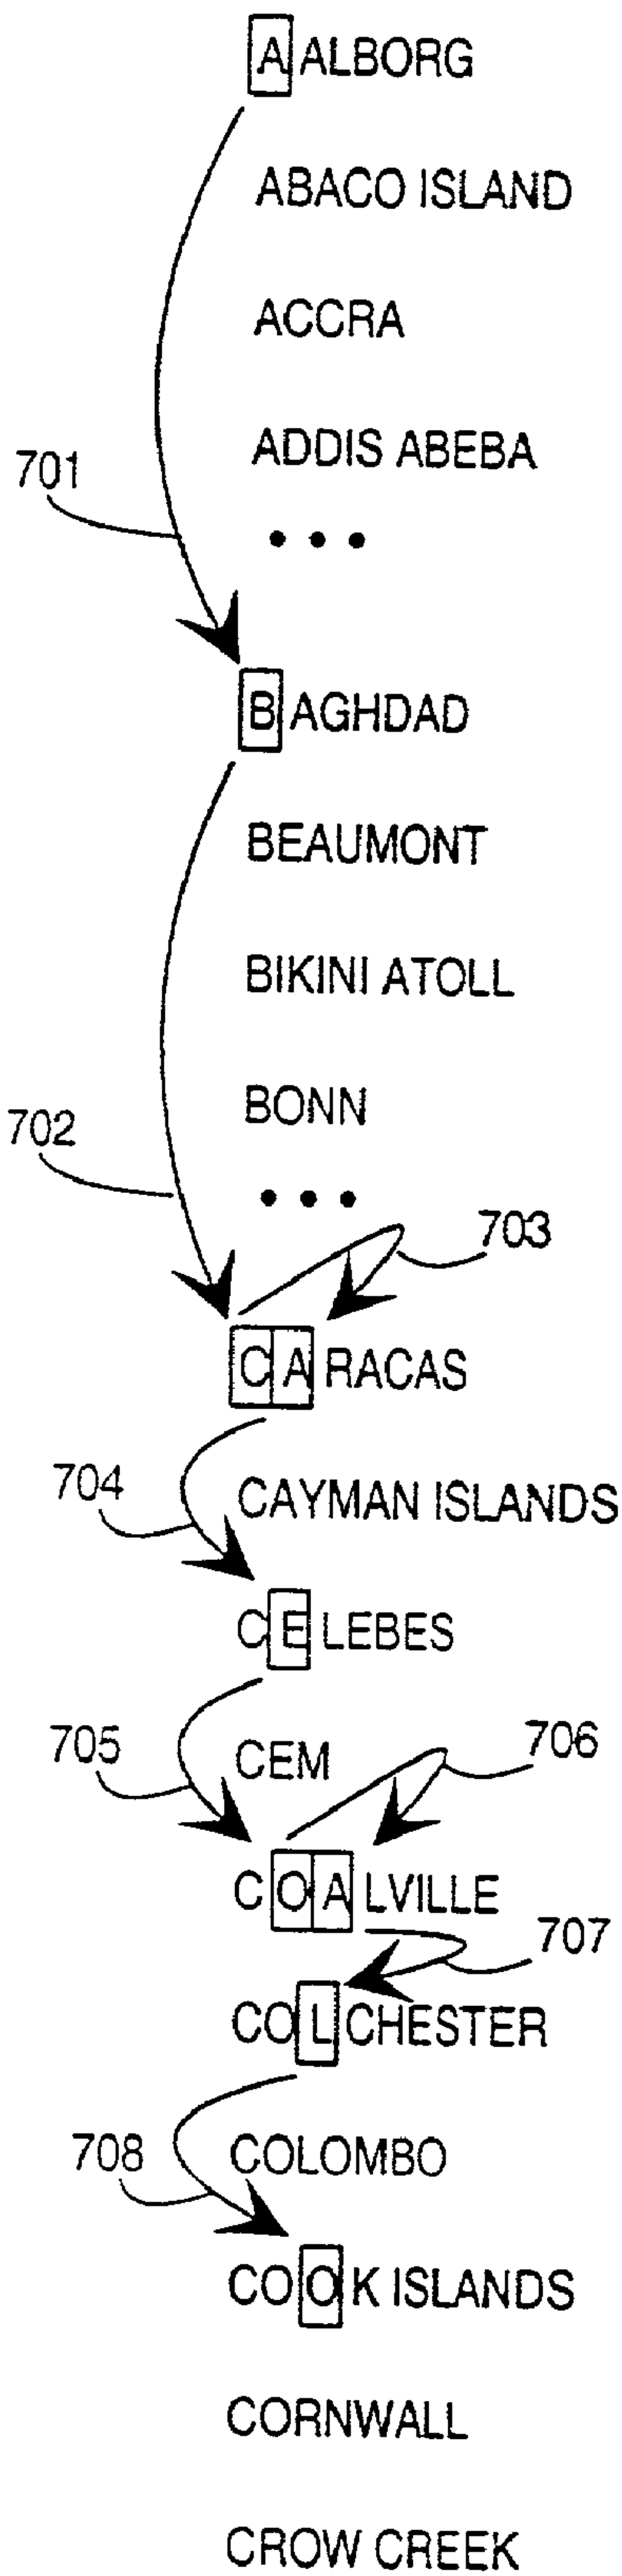 AALBORG
ABACO ISLAND
ACCRA
ADDIS ABEBA
701
• • •
BAGHDAD
BEAUMONT
BIKINI ATOLL
BONN
702
• • •
703
CARACAS
704
CAYMAN ISLANDS
CELEBES
705
CEM
706
COALVILLE
707
COLCHESTER
708
COLOMBO
COOK ISLANDS
CORNWALL
CROW CREEK